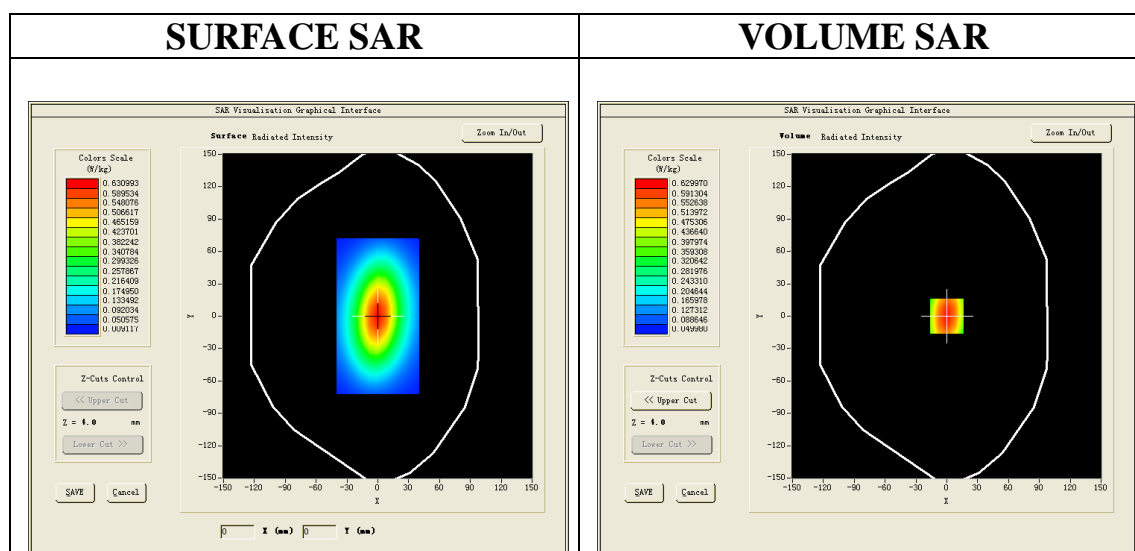 SURFACE SAR
VOLUME SAR
SAR Visualisation Graphical Interface
Surface Radiated Intensity
Zoom In/Out
Colors Scale
(W/kg)
0.630993
0.589534
0.548076
0.506617
0.465159
0.423701
0.382242
0.340784
0.299326
0.257867
0.216409
0.174950
0.133492
0.092034
0.050575
0.009117
150
120
90
60
30
0
-30
-60
-90
-120
-150
Y
-150 -120 -90 -60 -30 0 30 60 90 120 150
X
Z-Cuts Control
<< Upper Cut
Z = 4.0 mm
Lower Cut >>
SAVE Cancel
0 X (mm) 0 Y (mm)
SAR Visualisation Graphical Interface
Volume Radiated Intensity
Zoom In/Out
Colors Scale
(W/kg)
0.629970
0.591304
0.552638
0.513972
0.475306
0.436640
0.397974
0.359308
0.320642
0.281976
0.243310
0.204644
0.165978
0.127312
0.088646
0.049980
150
120
90
60
30
0
-30
-60
-90
-120
-150
Y
-150 -120 -90 -60 -30 0 30 60 90 120 150
X
Z-Cuts Control
<< Upper Cut
Z = 4.0 mm
Lower Cut >>
SAVE Cancel